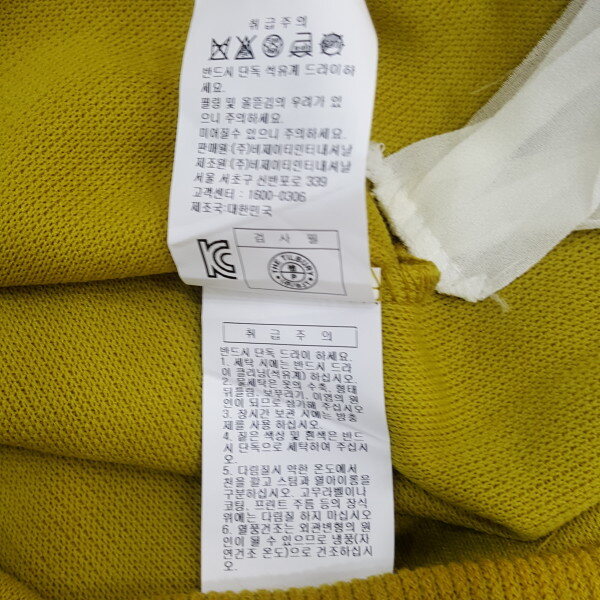 취급주의
반드시 단독 석유계 드라이하
세요.
필링 및 올뜯김의 우려가 있
으니 주의하세요.
미어질수 있으니 주의하세요
판매원:(주)비제이티인터내셔날
제조원:(주)비제이티인터내셔날
서울 서초구 신반포로 339
고객센터 : 1600-0306
제조국:대한민국
검 사 필
THE TILBURY
취 급 주 의
반드시 단독 드라이 하세요.
1. 세탁 시에는 반드시 드라
이 클리닝(석유계) 하십시오.
2. 물세탁은 옷의 수축, 형태
뒤틀림, 보푸라기, 이염의 원
인이 되므로 삼가해 주십시오
3. 장시간 보관 시에는 방충
제를 사용 하십시오.
4. 짙은 색상 및 흰색은 반드
시 단독으로 세탁하여 주십시
오.
5. 다림질시 약한 온도에서
천을 깔고 스팀과 열아이롱을
구분하십시오. 고무라벨이나
코팅, 프린트 주름 등의 장식
위에는 다림질 하지 마십시오
6. 열풍건조는 외관변형의 원
인이 될 수 있으므로 냉풍(자
연건조 온도)으로 건조하십시
오.